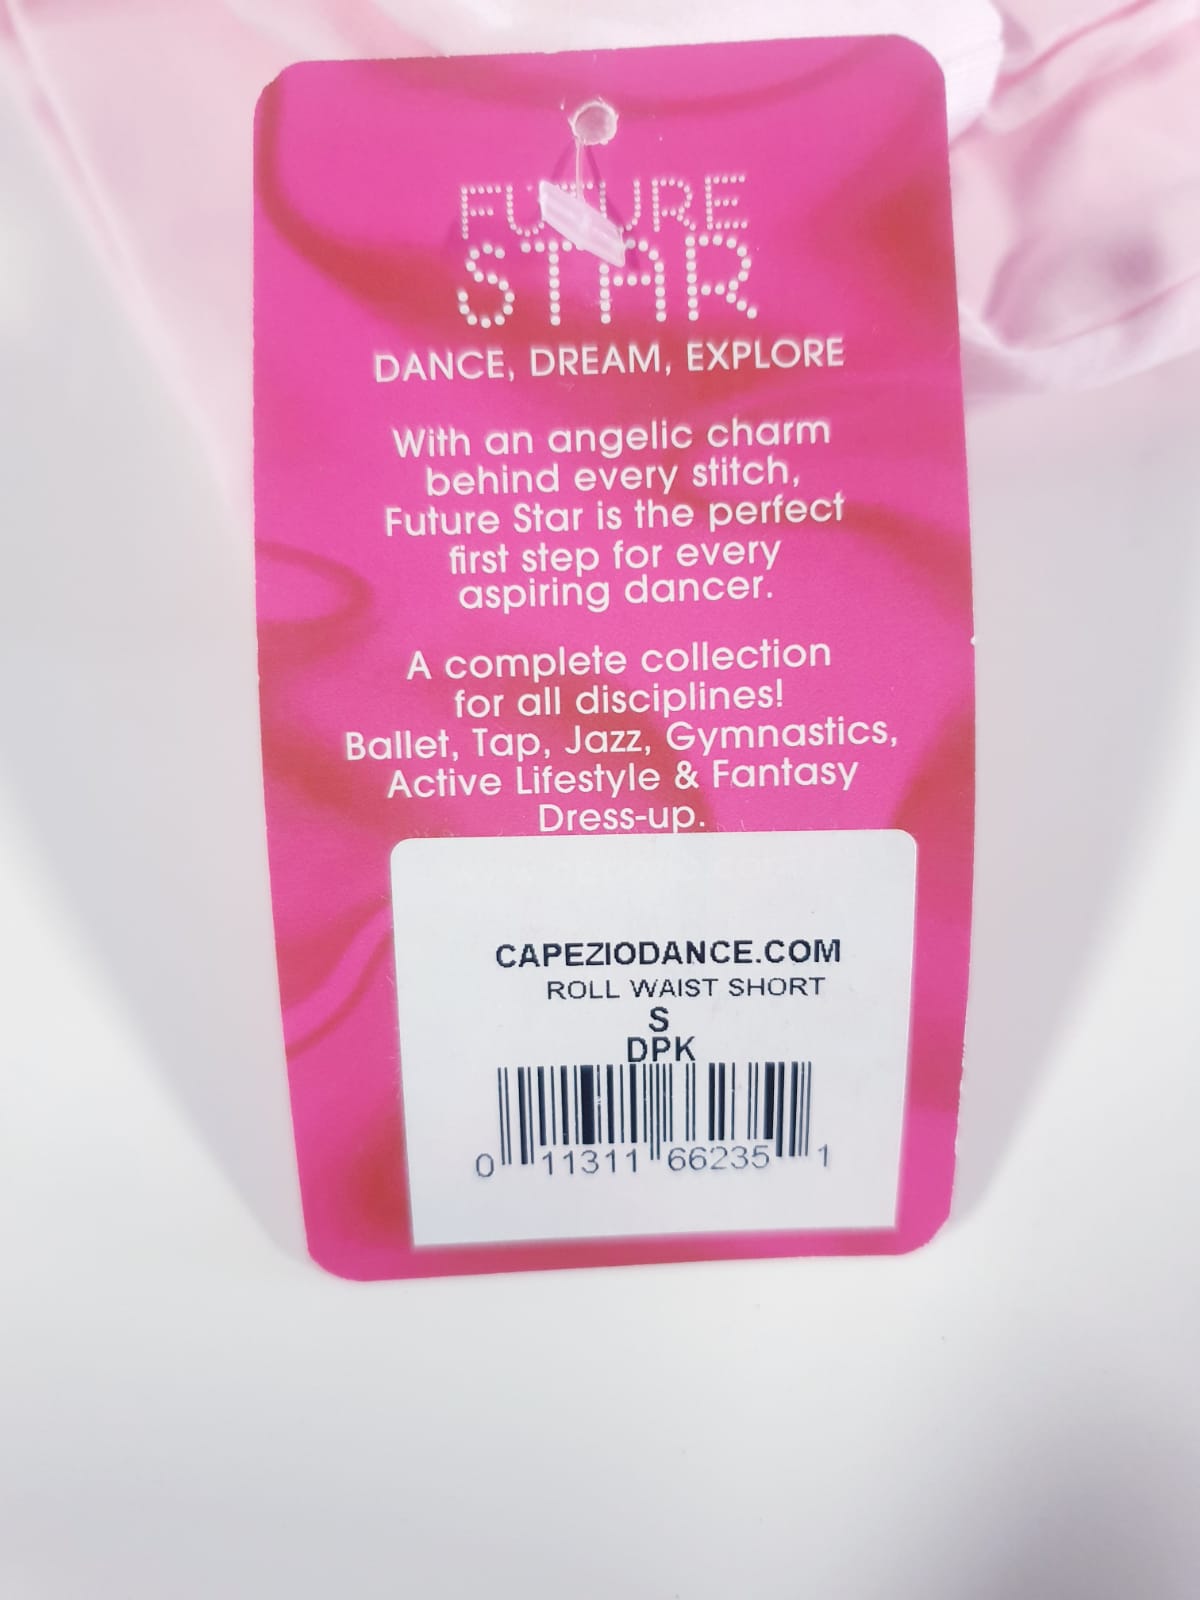 FUTURE
STAR
DANCE, DREAM, EXPLORE
With an angelic charm
behind every stitch,
Future Star is the perfect
first step for every
aspiring dancer.
A complete collection
for all disciplines!
Ballet, Tap, Jazz, Gymnastics,
Active Lifestyle & Fantasy
Dress-up.
CAPEZIODANCE.COM
ROLL WAIST SHORT
S
DPK
0 11311 66235 1